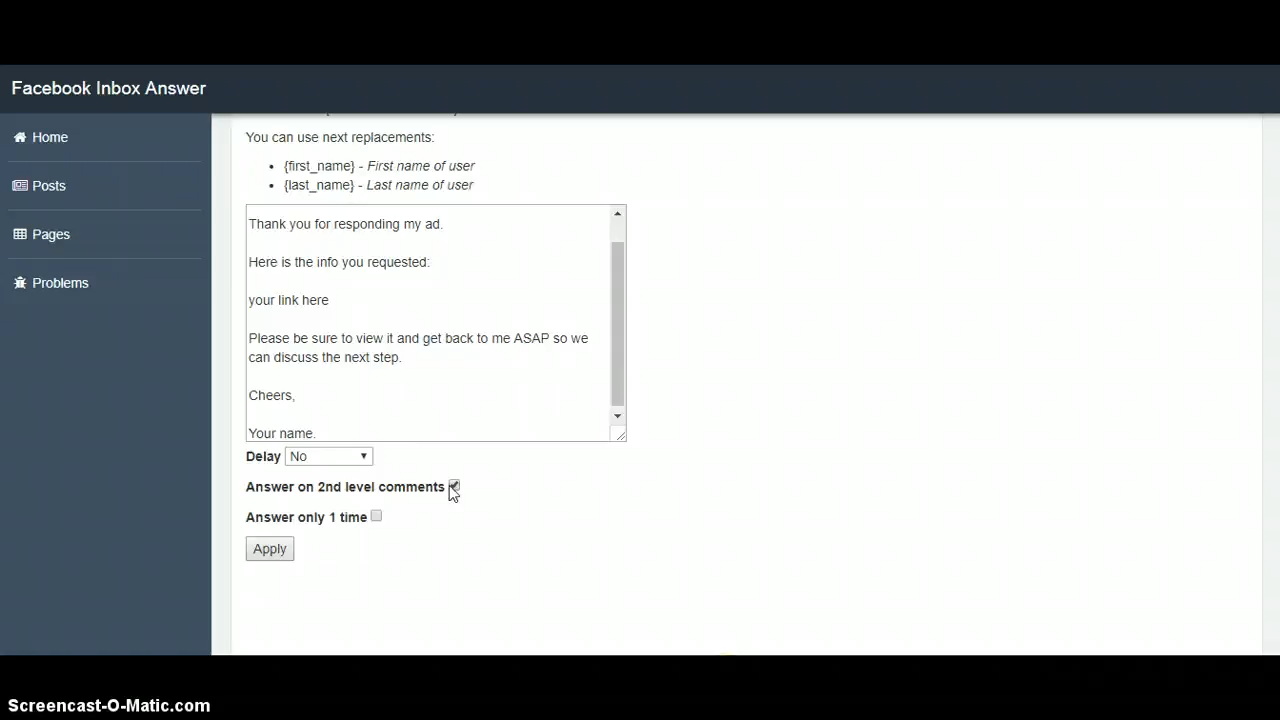 Facebook Inbox Answer
Home
Posts
Pages
Problems
You can use next replacements:
{first_name} - First name of user
{last_name} - Last name of user
Thank you for responding my ad.
Here is the info you requested:
your link here
Please be sure to view it and get back to me ASAP so we
can discuss the next step.
Cheers,
Your name.
Delay No
Answer on 2nd level comments
Answer only 1 time
Apply
Screencast-O-Matic.com